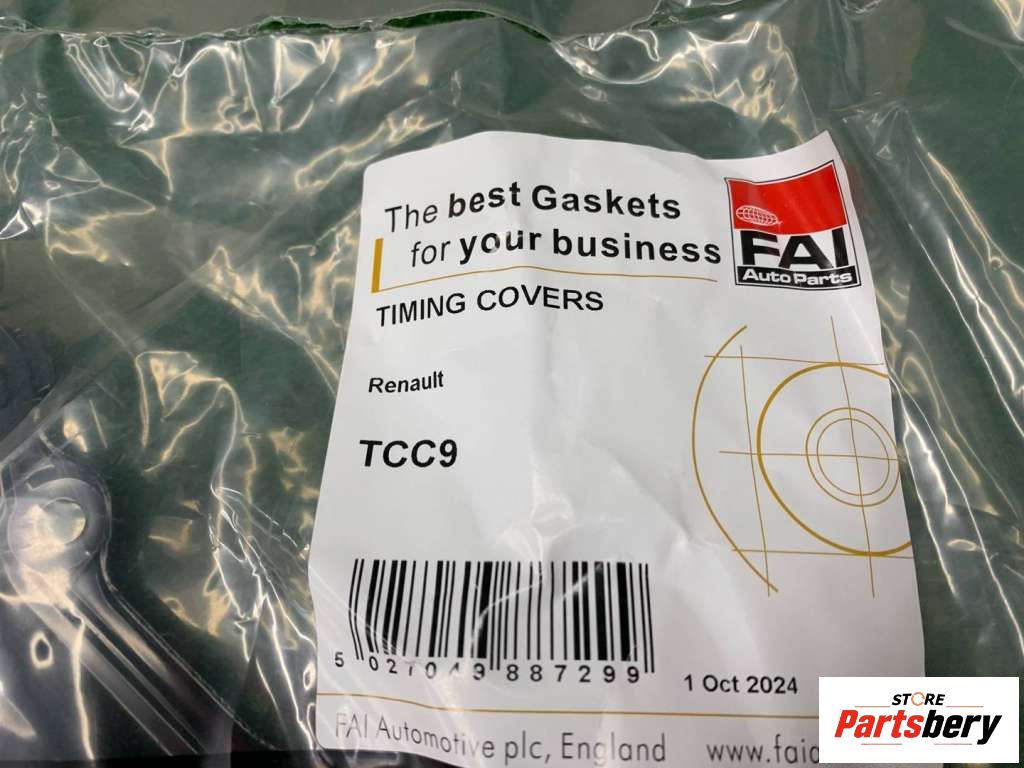 The best Gaskets
for your business
FAI
Auto Parts
TIMING COVERS
Renault
TCC9
5 027049 887299
1 Oct 2024
FAI Automotive plc, England
STORE
Partsbery